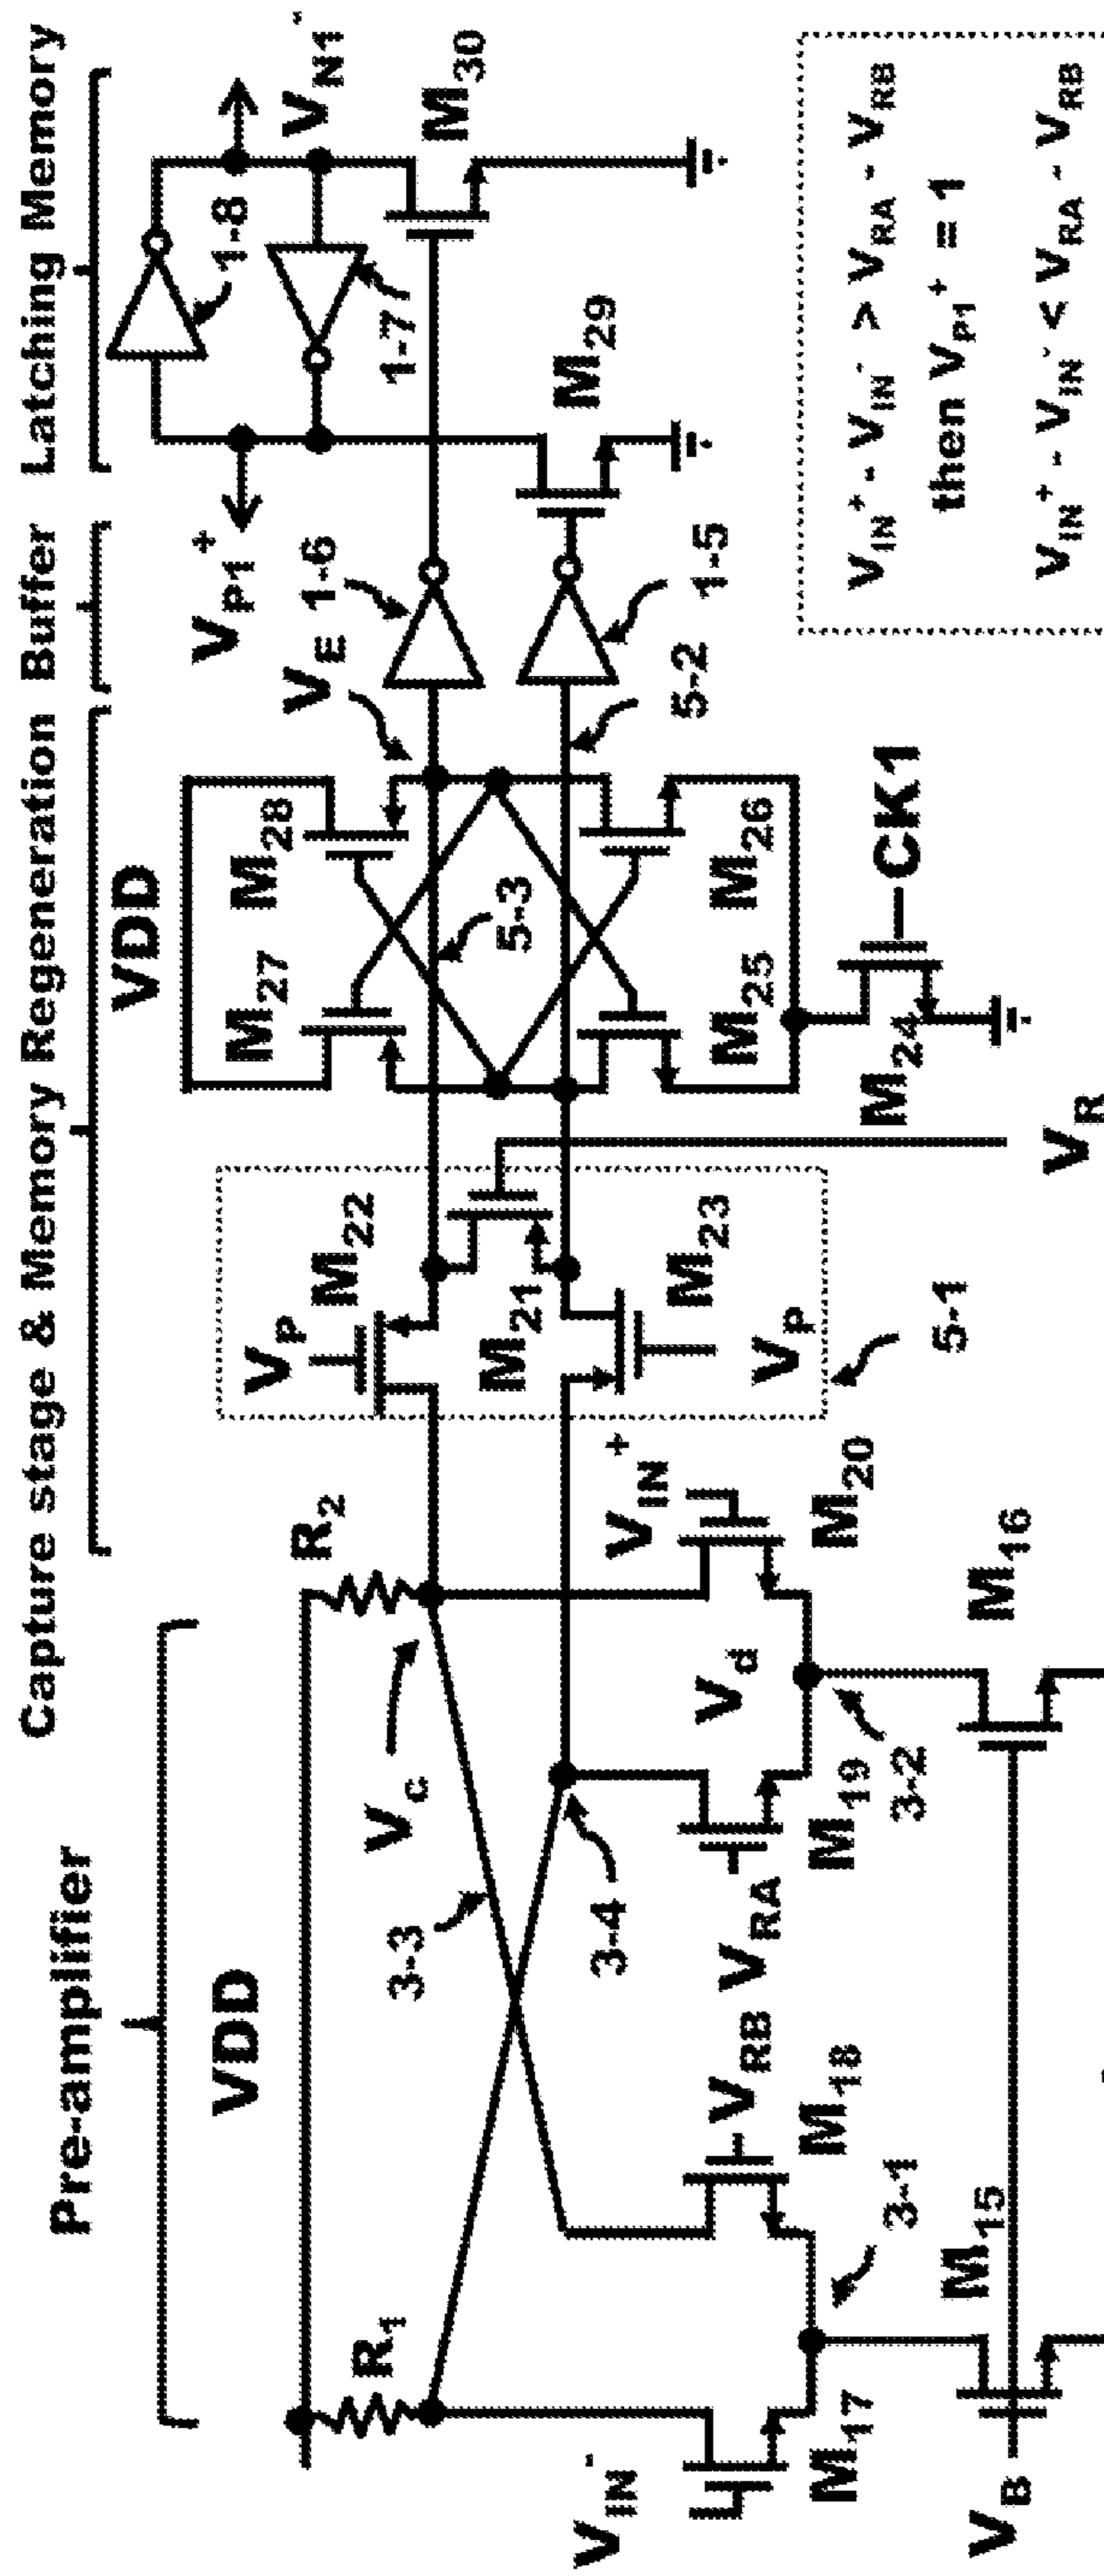 Pre-amplifier
Capture stage & Memory Regeneration
Buffer
Latching Memory
VDD
VDD
R1
R2
Vc
3-3
3-4
VIN-
M17
VRB
M18
VRA
M19
Vd
VIN+
M20
3-1
3-2
VB
M15
M16
VP
M22
M21
M23
VP
5-1
VR
M27
M28
5-3
M25
M26
M24
CK1
VE
1-6
5-2
1-5
VP1+
1-8
1-7
VN1-
M29
M30
VIN+ - VIN- > VRA - VRB
then VP1+ = 1
VIN+ - VIN- < VRA - VRB